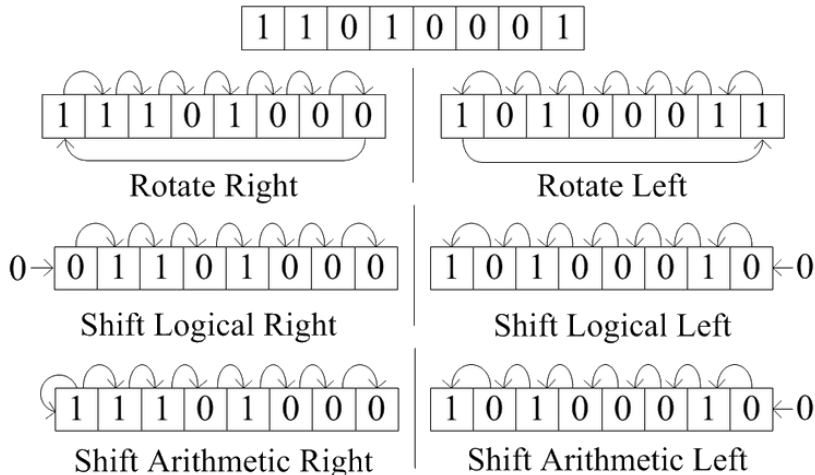 1 1 0 1 0 0 0 1
1 1 1 0 1 0 0 0
1 0 1 0 0 0 1 1
Rotate Right
Rotate Left
0 0 1 1 0 1 0 0 0
1 0 1 0 0 0 1 0 0
Shift Logical Right
Shift Logical Left
1 1 1 0 1 0 0 0
1 0 1 0 0 0 1 0 0
Shift Arithmetic Right
Shift Arithmetic Left